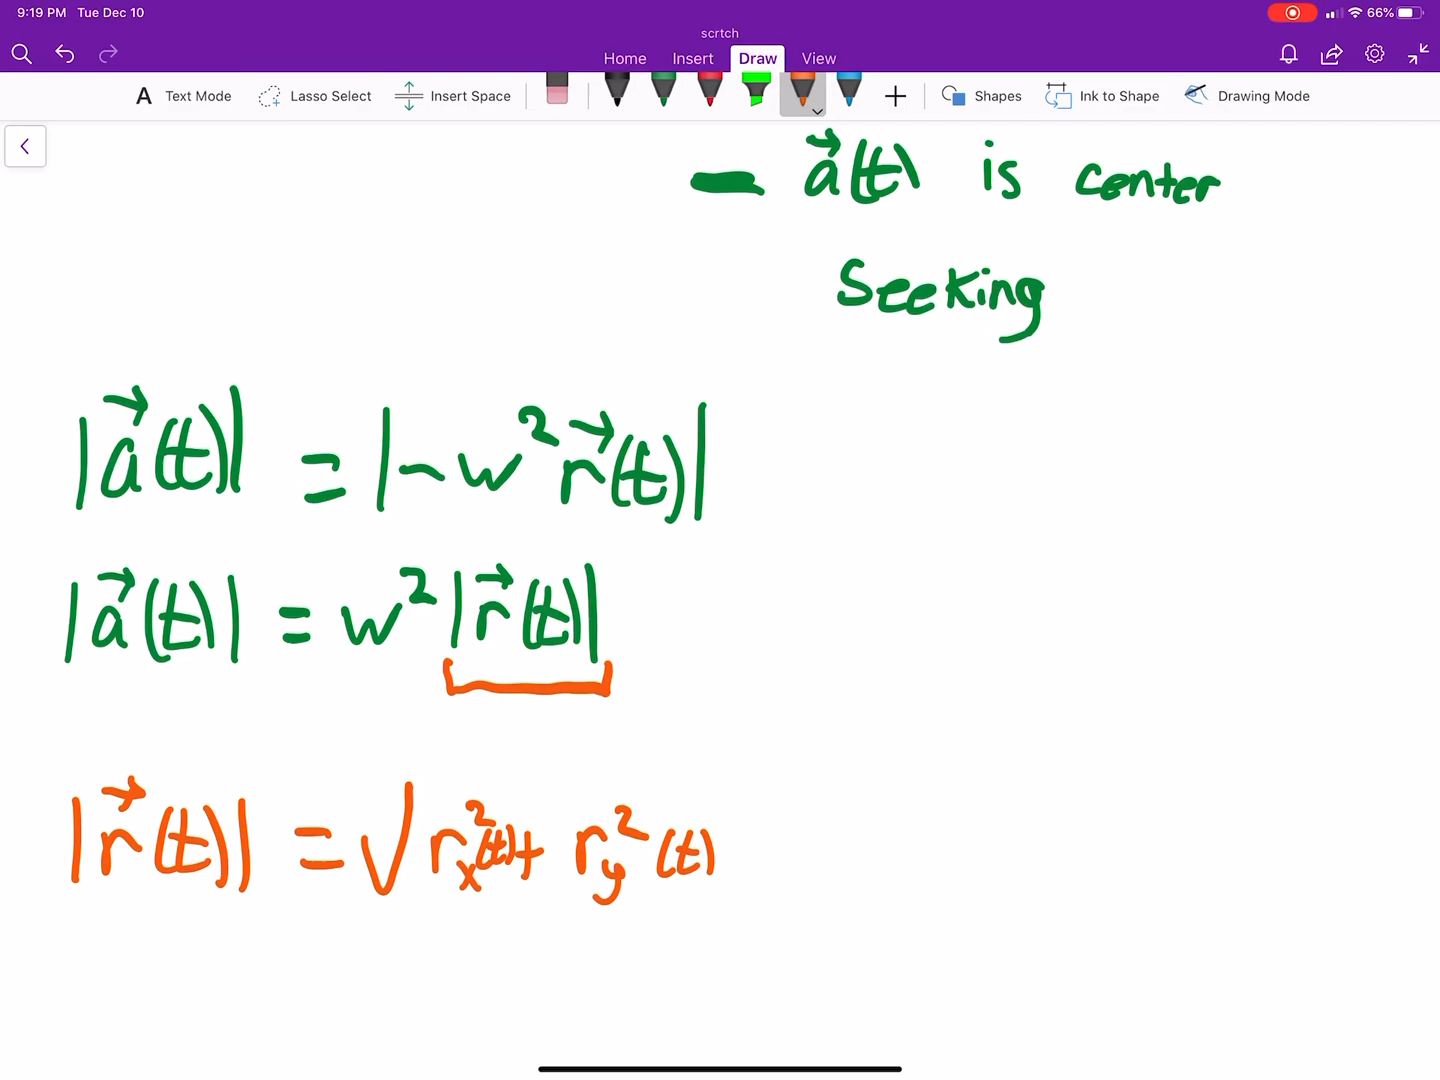 9:19 PM Tue Dec 10 66%
scrtch
Home Insert Draw View
A Text Mode Lasso Select Insert Space Shapes Ink to Shape Drawing Mode
- a⃗(t) is center
Seeking
|a⃗(t)| = |-w²r⃗(t)|
|a⃗(t)| = w²|r⃗(t)|
|r⃗(t)| = √ rₓ²(t) + r_y²(t)